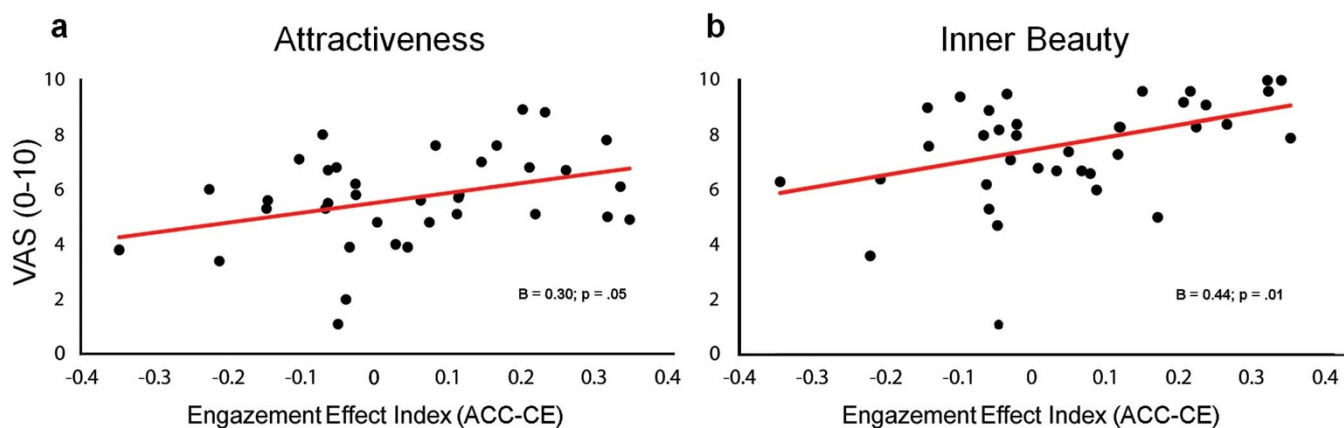 a
Attractiveness
VAS (0-10)
10
8
6
4
2
0
B = 0.30; p = .05
-0.4 -0.3 -0.2 -0.1 0 0.1 0.2 0.3 0.4
Engazement Effect Index (ACC-CE)
b
Inner Beauty
10
8
6
4
2
0
B = 0.44; p = .01
-0.4 -0.3 -0.2 -0.1 0 0.1 0.2 0.3 0.4
Engazement Effect Index (ACC-CE)